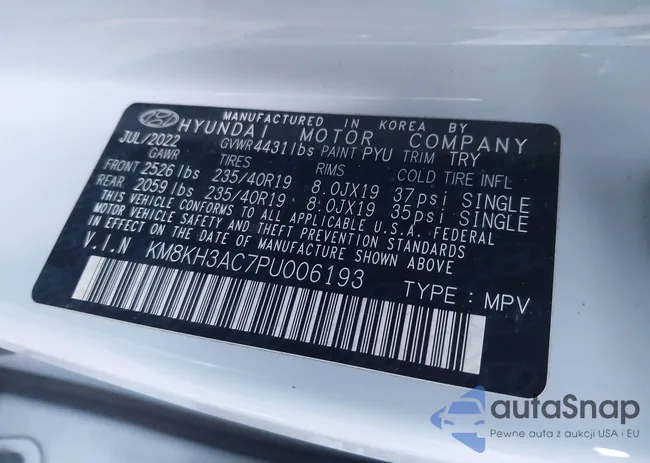 MANUFACTURED IN KOREA BY
HYUNDAI MOTOR COMPANY
JUL/2022 GVWR 4431lbs PAINT PYU TRIM TRY
GAWR TIRES RIMS COLD TIRE INFL
FRONT 2526 lbs 235/40R19 8.0JX19 37psi SINGLE
REAR 2059 lbs 235/40R19 8.0JX19 35psi SINGLE
THIS VEHICLE CONFORMS TO ALL APPLICABLE U.S.A. FEDERAL
MOTOR VEHICLE SAFETY AND THEFT PREVENTION STANDARDS
IN EFFECT ON THE DATE OF MANUFACTURE SHOWN ABOVE.
V.I.N KM8KH3AC7PU006193
TYPE : MPV
autaSnap
Pewne auta z aukcji USA i EU